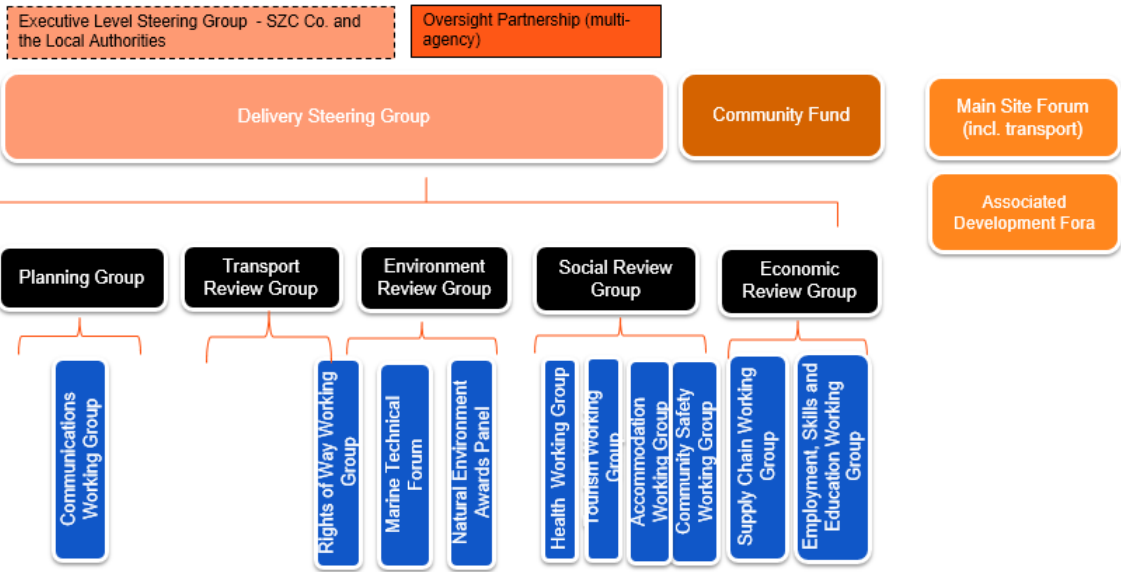 Executive Level Steering Group - SZC Co. and
the Local Authorities
Oversight Partnership (multi-
agency)
Delivery Steering Group
Community Fund
Main Site Forum
(incl. transport)
Associated
Development Fora
Planning Group
Transport
Review Group
Environment
Review Group
Social Review
Group
Economic
Review Group
Communications
Working Group
Rights of Way Working
Group
Marine Technical
Forum
Natural Environment
Awards Panel
Health Working Group
Tourism Working
Group
Accommodation
Working Group
Community Safety
Working Group
Supply Chain Working
Group
Employment, Skills and
Education Working
Group